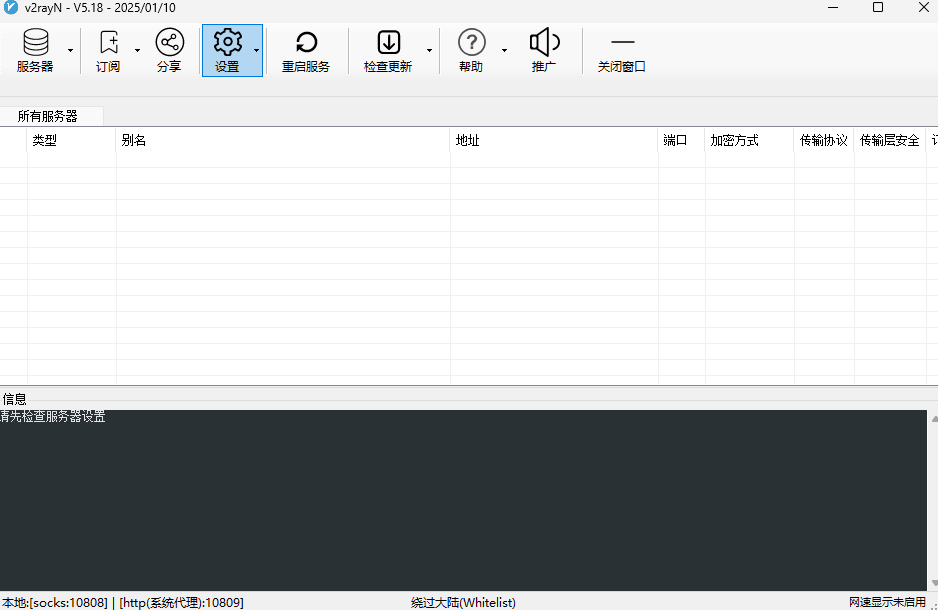 v2rayN - V5.18 - 2025/01/10
服务器 订阅 分享 设置 重启服务 检查更新 帮助 推广 关闭窗口
所有服务器
类型 别名 地址 端口 加密方式 传输协议 传输层安全
信息
请先检查服务器设置
本地:[socks:10808] | [http(系统代理):10809] 绕过大陆(Whitelist) 网速显示未启用